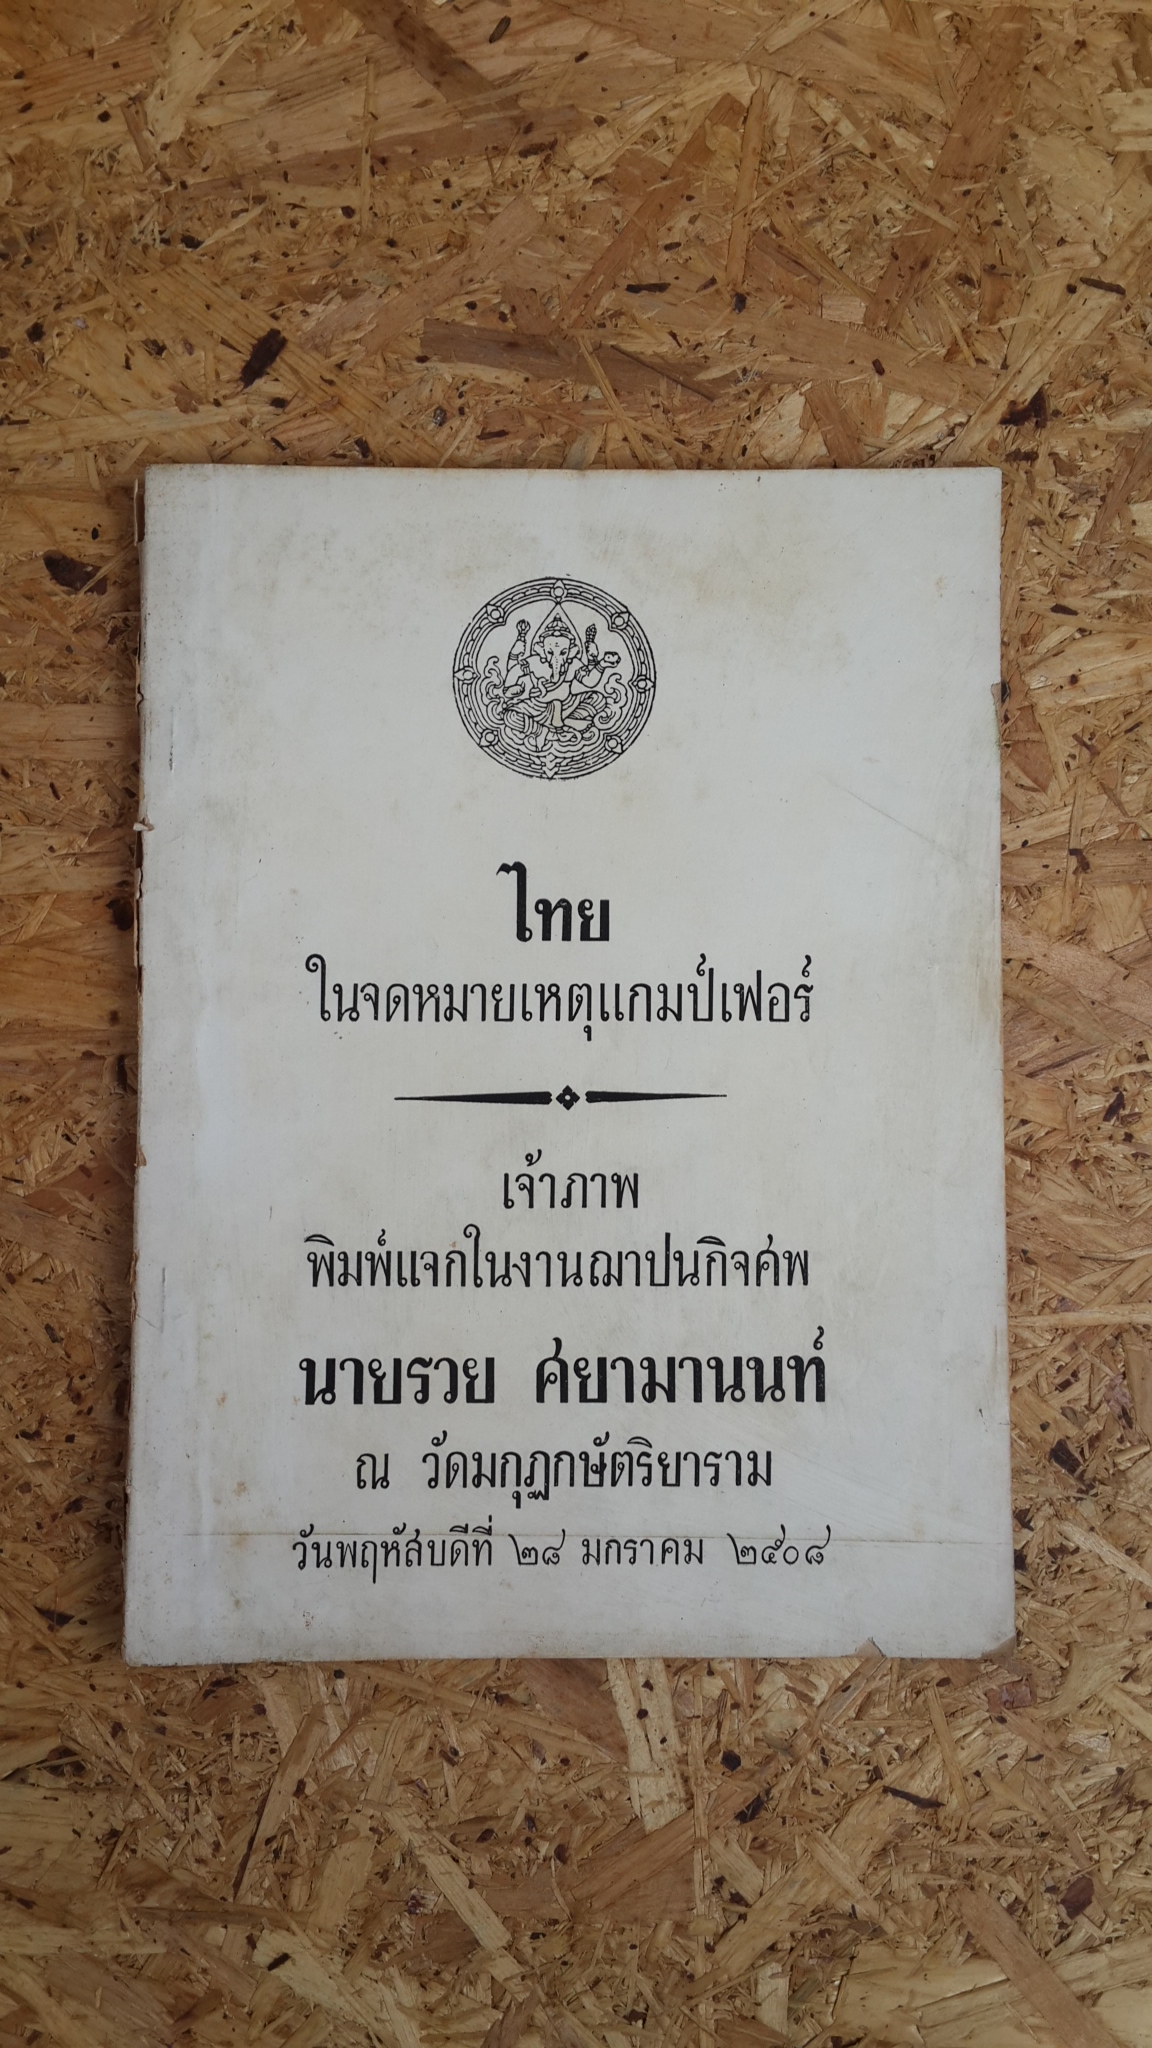 ไทย
ในจดหมายเหตุแกมป์เฟอร์
เจ้าภาพ
พิมพ์แจกในงานฌาปนกิจศพ
นายรวย ศยามานนท์
ณ วัดมกุฏกษัตริยาราม
วันพฤหัสบดีที่ ๒๘ มกราคม ๒๕๐๘